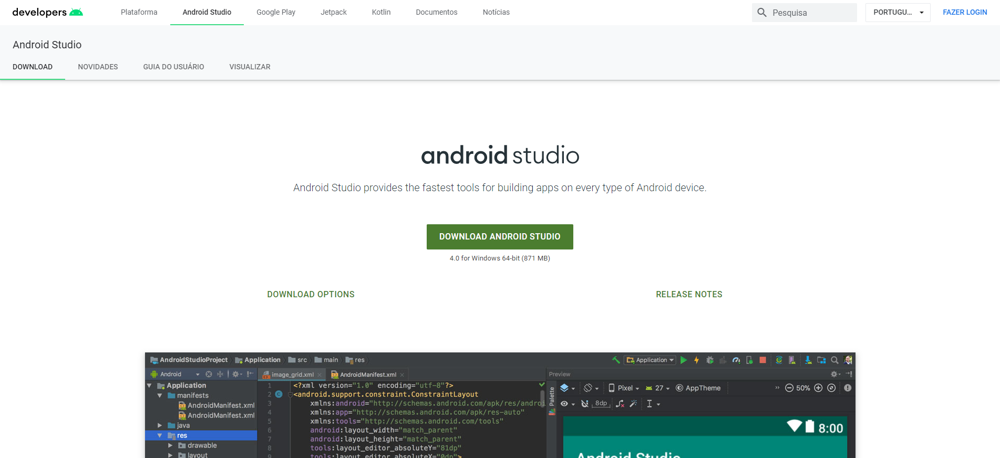 developers Plataforma Android Studio Google Play Jetpack Kotlin Documentos Notícias Pesquisa PORTUGU... FAZER LOGIN
Android Studio
DOWNLOAD NOVIDADES GUIA DO USUÁRIO VISUALIZAR
android studio
Android Studio provides the fastest tools for building apps on every type of Android device.
DOWNLOAD ANDROID STUDIO
4.0 for Windows 64-bit (871 MB)
DOWNLOAD OPTIONS RELEASE NOTES
AndroidStudioProject Application src main res Application
Android image_grid.xml AndroidManifest.xml Preview
Application
manifests
AndroidManifest.xml
AndroidManifest.xml
java
res
drawable
layout
1 <?xml version="1.0" encoding="utf-8"?>
2 <android.support.constraint.ConstraintLayout
3 xmlns:android="http://schemas.android.com/apk/res/androi
4 xmlns:app="http://schemas.android.com/apk/res-auto"
5 xmlns:tools="http://schemas.android.com/tools"
6 android:layout_width="match_parent"
7 android:layout_height="match_parent"
8 tools:layout_editor_absoluteY="81dp"
9 tools:layout_editor_absoluteX="0dp">
Palette
Pixel 27 AppTheme 50%
8dp
8:00
Android Studio